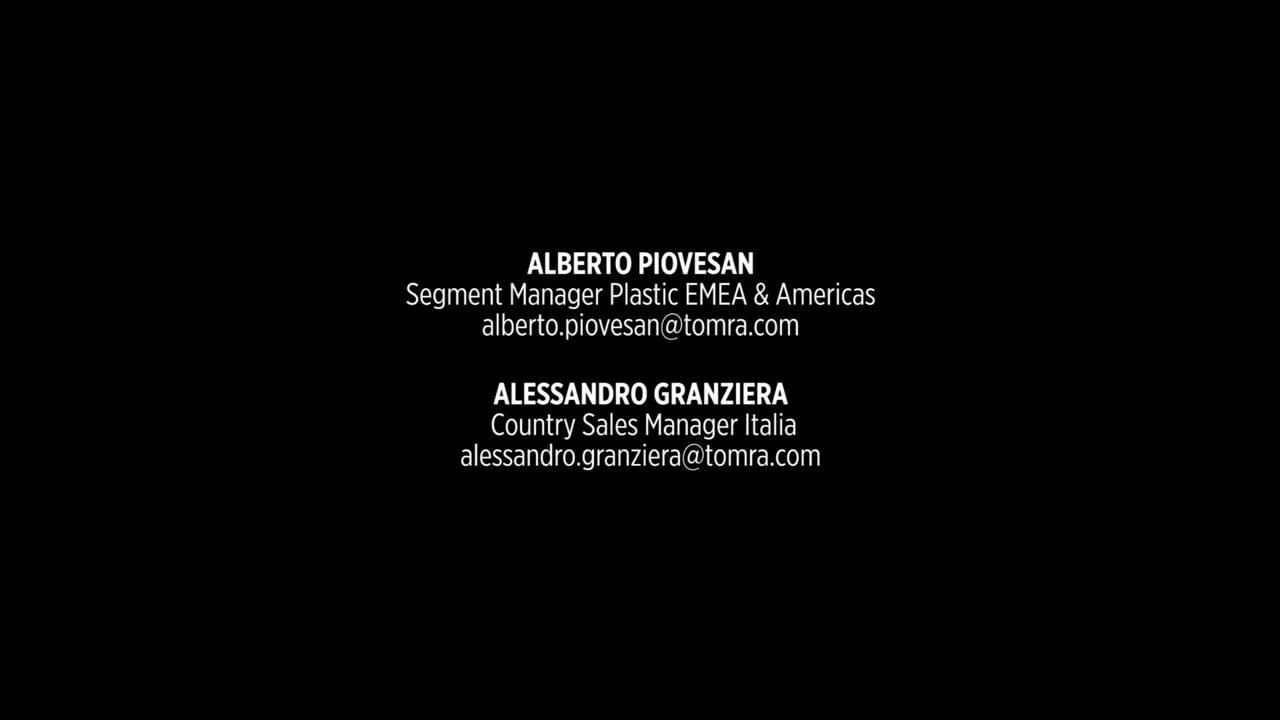 ALBERTO PIOVESAN
Segment Manager Plastic EMEA & Americas
alberto.piovesan@tomra.com
ALESSANDRO GRANZIERA
Country Sales Manager Italia
alessandro.granziera@tomra.com